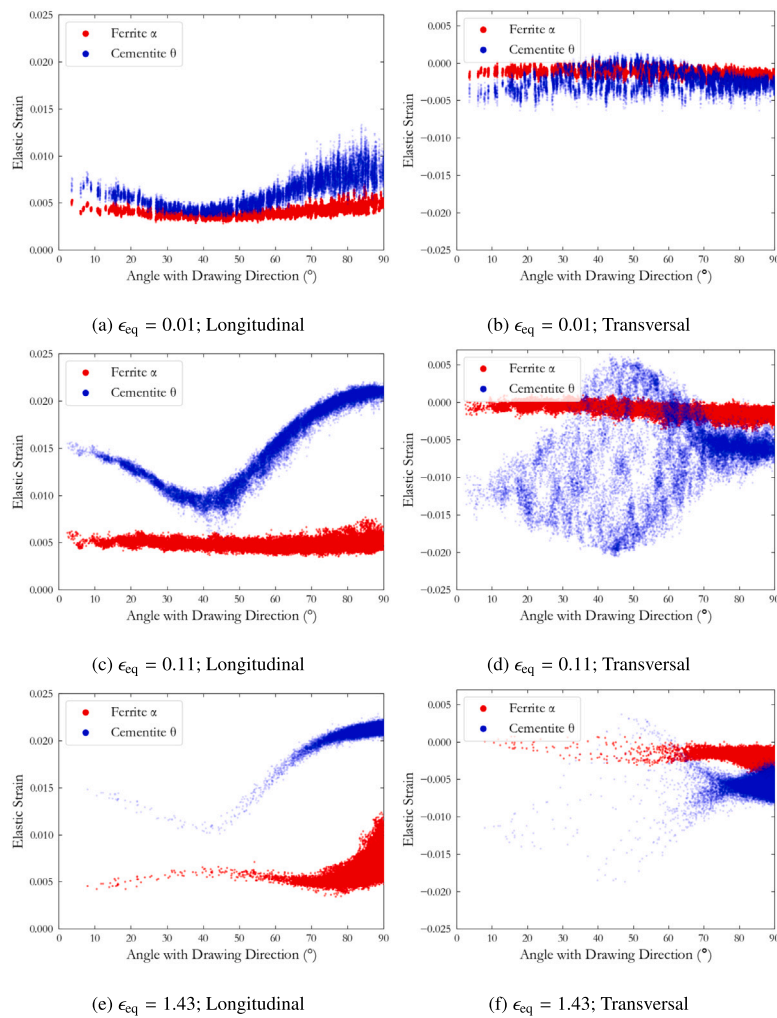 0.025
0.020
0.015
0.010
0.005
0.000
Elastic Strain
Ferrite α
Cementite θ
0 10 20 30 40 50 60 70 80 90
Angle with Drawing Direction (°)
(a) ϵeq = 0.01; Longitudinal
0.000
−0.005
−0.010
−0.015
−0.020
−0.025
Elastic Strain
Ferrite α
Cementite θ
0 10 20 30 40 50 60 70 80 90
Angle with Drawing Direction (°)
(b) ϵeq = 0.01; Transversal
0.025
0.020
0.015
0.010
0.005
0.000
Elastic Strain
Ferrite α
Cementite θ
0 10 20 30 40 50 60 70 80 90
Angle with Drawing Direction (°)
(c) ϵeq = 0.11; Longitudinal
0.005
0.000
−0.005
−0.010
−0.015
−0.020
−0.025
Elastic Strain
Ferrite α
Cementite θ
0 10 20 30 40 50 60 70 80 90
Angle with Drawing Direction (°)
(d) ϵeq = 0.11; Transversal
0.025
0.020
0.015
0.010
0.005
0.000
Elastic Strain
Ferrite α
Cementite θ
0 10 20 30 40 50 60 70 80 90
Angle with Drawing Direction (°)
(e) ϵeq = 1.43; Longitudinal
0.005
0.000
−0.005
−0.010
−0.015
−0.020
−0.025
Elastic Strain
Ferrite α
Cementite θ
0 10 20 30 40 50 60 70 80 90
Angle with Drawing Direction (°)
(f) ϵeq = 1.43; Transversal